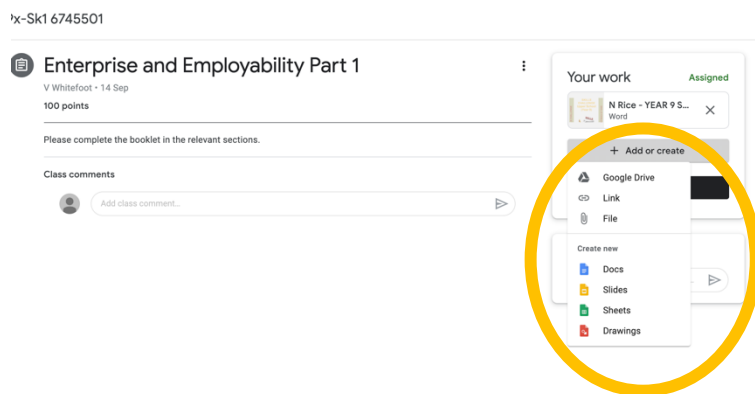 x-Sk1 6745501
Enterprise and Employability Part 1
V Whitefoot • 14 Sep
100 points
Please complete the booklet in the relevant sections.
Class comments
Add class comment...
Your work
Assigned
N Rice - YEAR 9 S...
Word
+ Add or create
Google Drive
Link
File
Create new
Docs
Slides
Sheets
Drawings